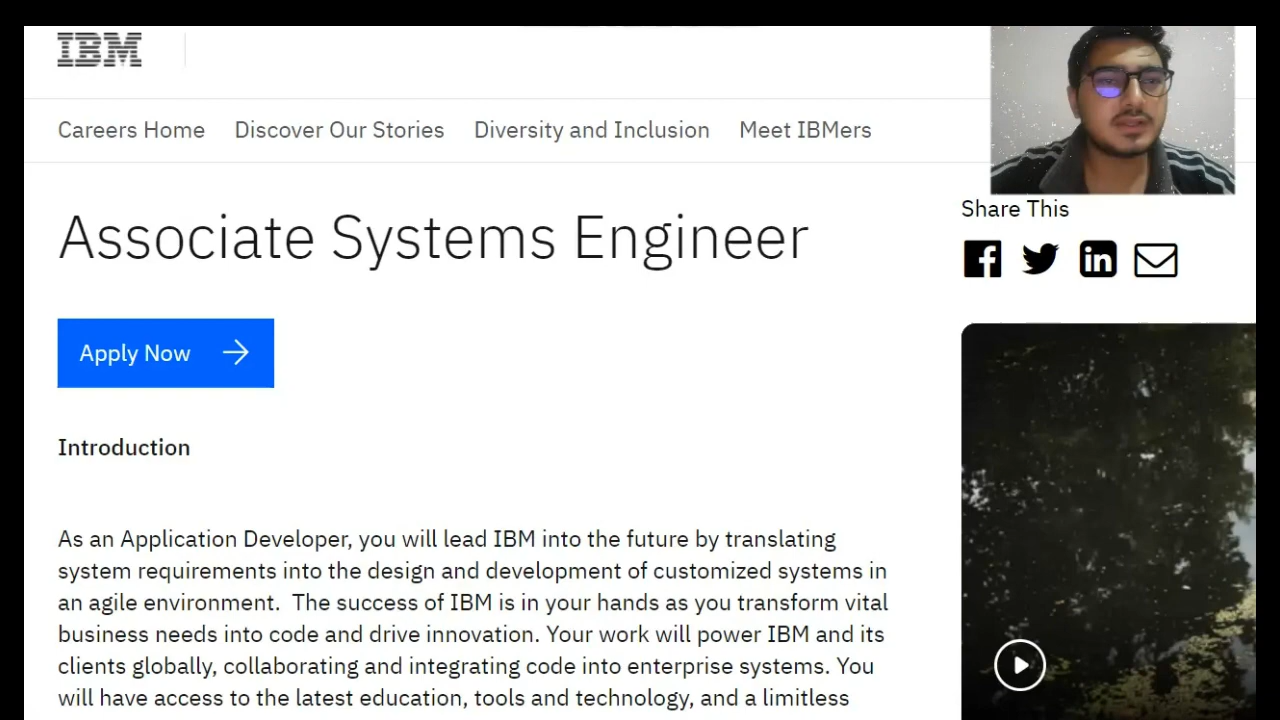 IBM
Careers Home Discover Our Stories Diversity and Inclusion Meet IBMers
Associate Systems Engineer
Share This
Apply Now
Introduction
As an Application Developer, you will lead IBM into the future by translating
system requirements into the design and development of customized systems in
an agile environment.  The success of IBM is in your hands as you transform vital
business needs into code and drive innovation. Your work will power IBM and its
clients globally, collaborating and integrating code into enterprise systems. You
will have access to the latest education, tools and technology, and a limitless